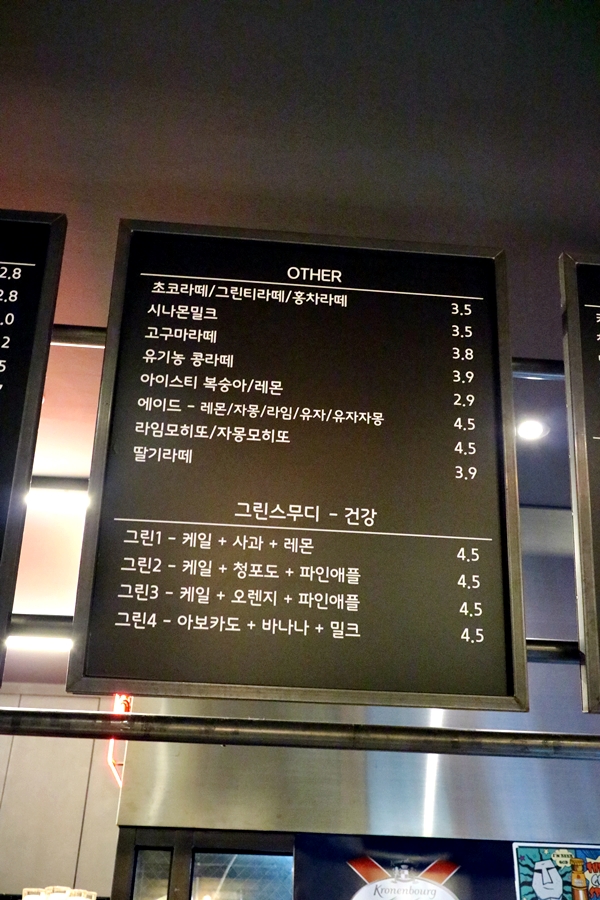 2.8
2.8
.0
2
5
OTHER
초코라떼/그린티라떼/홍차라떼 3.5
시나몬밀크 3.5
고구마라떼 3.8
유기농 콩라떼 3.9
아이스티 복숭아/레몬 2.9
에이드 - 레몬/자몽/라임/유자/유자자몽 4.5
라임모히또/자몽모히또 4.5
딸기라떼 3.9
그린스무디 - 건강
그린1 - 케일 + 사과 + 레몬 4.5
그린2 - 케일 + 청포도 + 파인애플 4.5
그린3 - 케일 + 오렌지 + 파인애플 4.5
그린4 - 아보카도 + 바나나 + 밀크 4.5
Kronenbourg